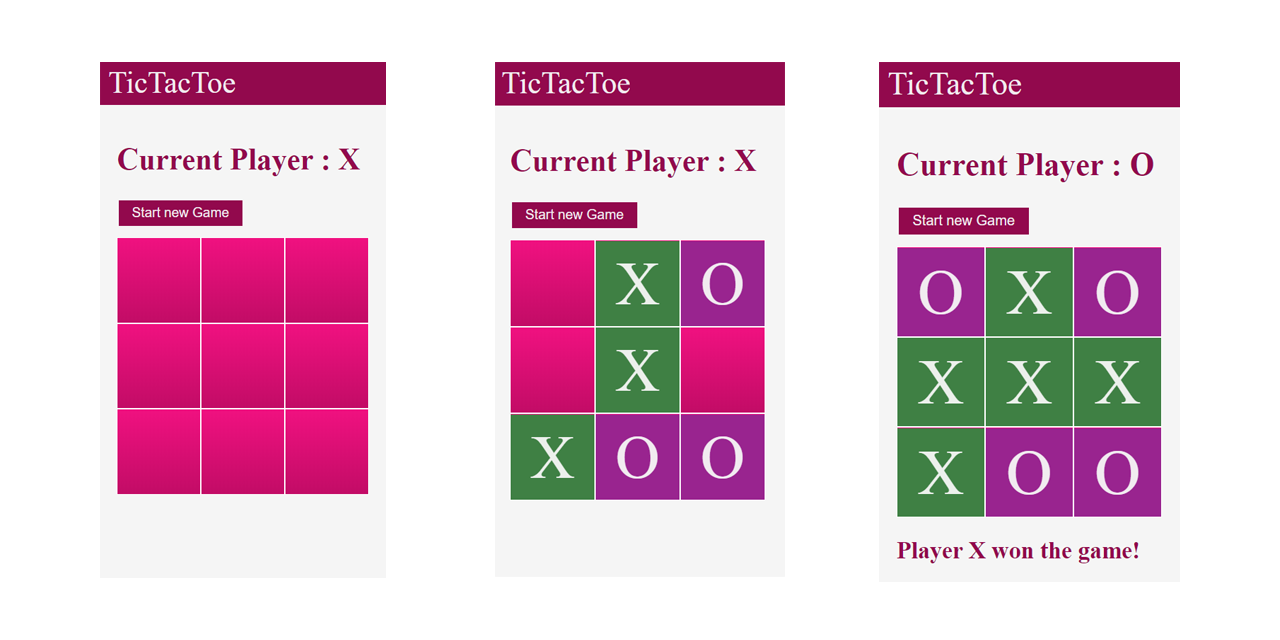 TicTacToe
Current Player : X
Start new Game
TicTacToe
Current Player : X
Start new Game
X O
X
X O O
TicTacToe
Current Player : O
Start new Game
O X O
X X X
X O O
Player X won the game!